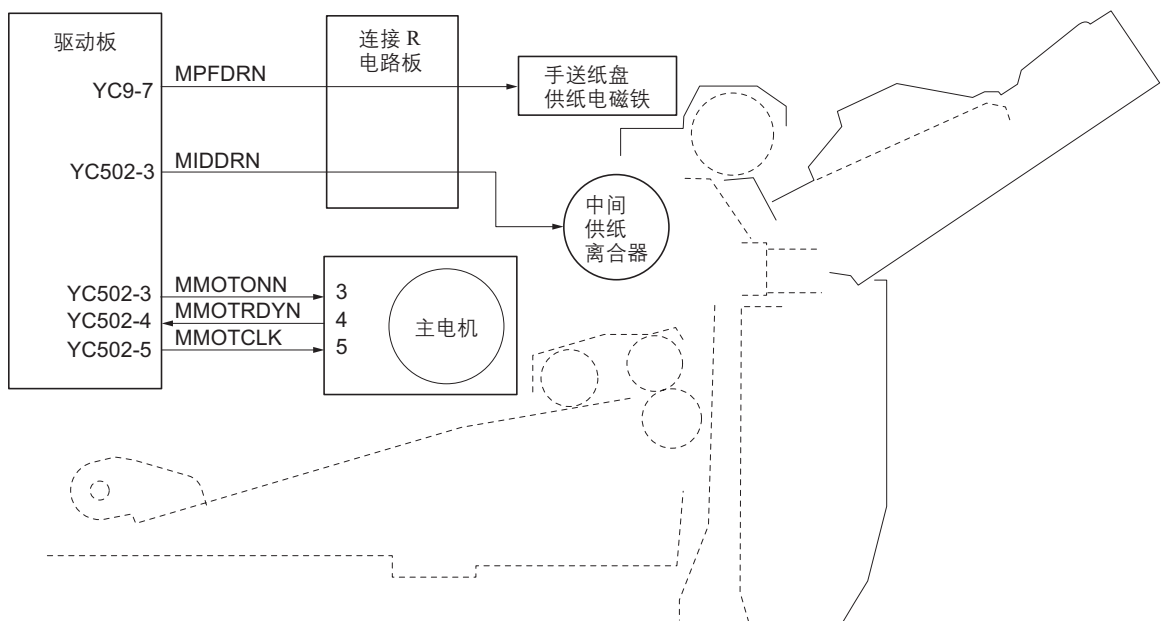 驱动板
连接 R
电路板
YC9-7
MPFDRN
手送纸盘
供纸电磁铁
YC502-3
MIDDRN
中间
供纸
离合器
YC502-3
MMOTONN
3
YC502-4
MMOTRDYN
4
YC502-5
MMOTCLK
5
主电机